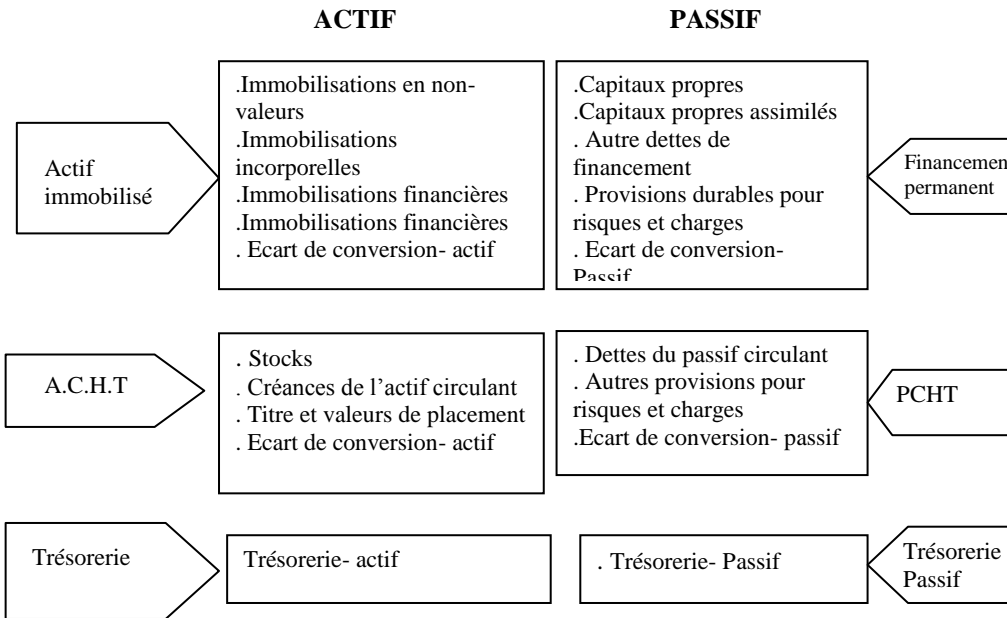 ACTIF
PASSIF
Actif
immobilisé
.Immobilisations en non-
valeurs
.Immobilisations
incorporelles
.Immobilisations financières
.Immobilisations financières
. Ecart de conversion- actif
.Capitaux propres
.Capitaux propres assimilés
. Autre dettes de
financement
. Provisions durables pour
risques et charges
. Ecart de conversion-
Passif
Financemen
permanent
A.C.H.T
. Stocks
. Créances de l’actif circulant
. Titre et valeurs de placement
. Ecart de conversion- actif
. Dettes du passif circulant
. Autres provisions pour
risques et charges
.Ecart de conversion- passif
PCHT
Trésorerie
Trésorerie- actif
. Trésorerie- Passif
Trésorerie
Passif